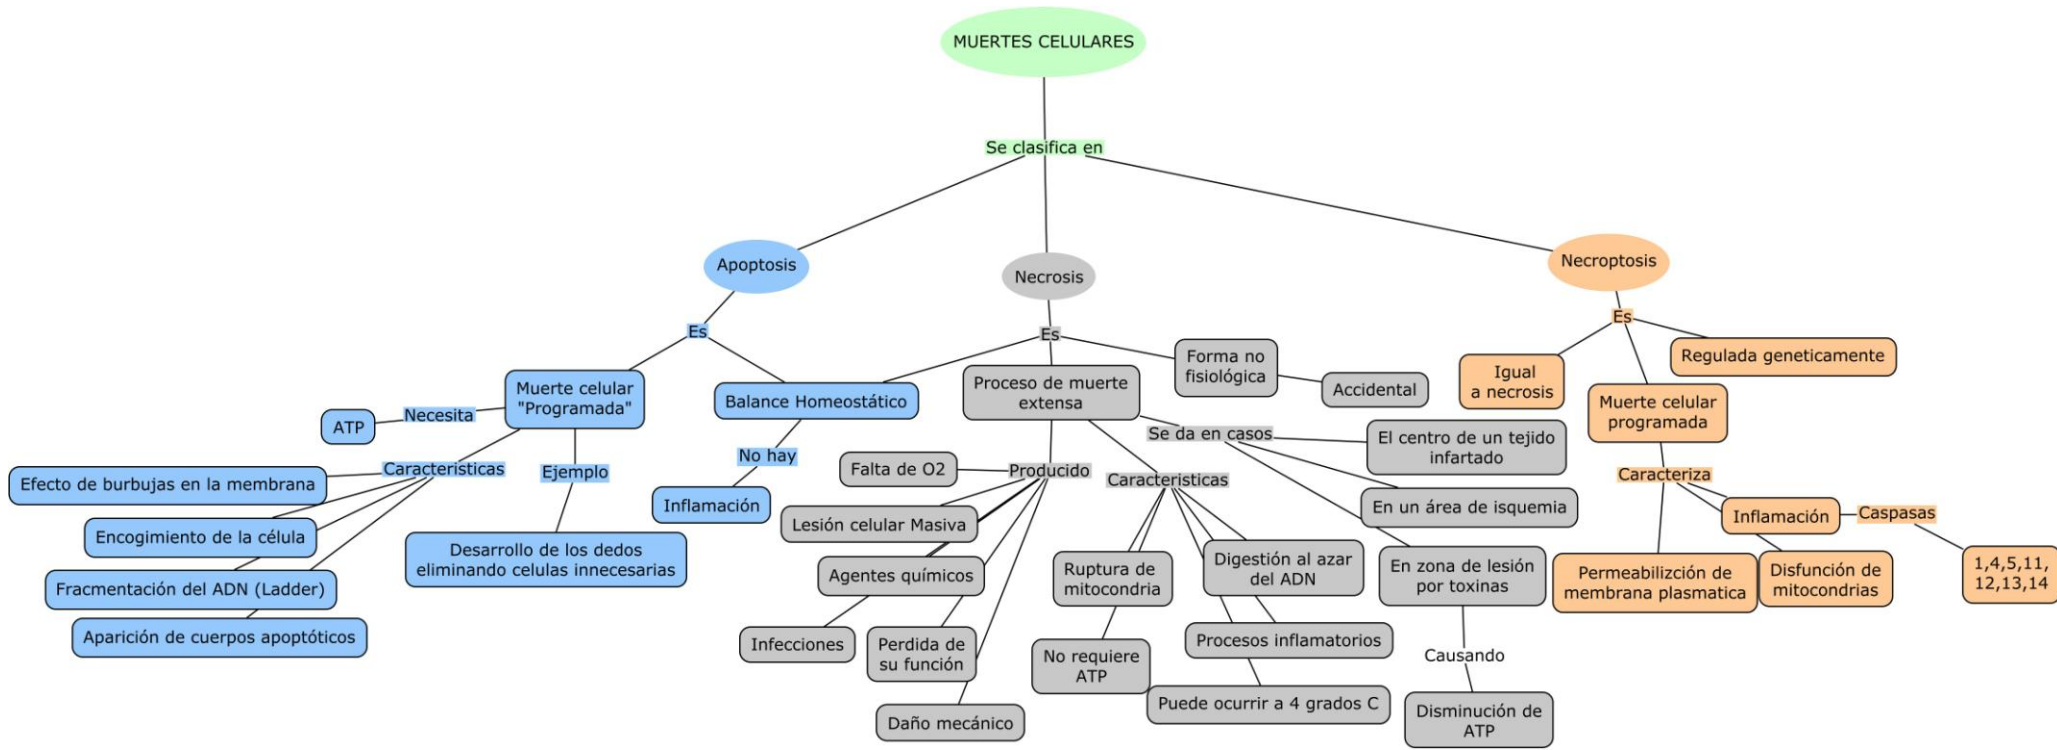 MUERTES CELULARES
Se clasifica en
Apoptosis
Necrosis
Necroptosis
Es
Muerte celular
"Programada"
Necesita
ATP
Caracteristicas
Efecto de burbujas en la membrana
Encogimiento de la célula
Fracmentación del ADN (Ladder)
Aparición de cuerpos apoptóticos
Ejemplo
Desarrollo de los dedos
eliminando celulas innecesarias
Balance Homeostático
No hay
Inflamación
Es
Proceso de muerte
extensa
Forma no
fisiológica
Accidental
Producido
Falta de O2
Lesión celular Masiva
Agentes químicos
Infecciones
Perdida de
su función
Daño mecánico
Caracteristicas
Ruptura de
mitocondria
No requiere
ATP
Digestión al azar
del ADN
Procesos inflamatorios
Puede ocurrir a 4 grados C
Se da en casos
El centro de un tejido
infartado
En un área de isquemia
En zona de lesión
por toxinas
Causando
Disminución de
ATP
Es
Igual
a necrosis
Muerte celular
programada
Regulada geneticamente
Caracteriza
Permeabilizción de
membrana plasmatica
Disfunción de
mitocondrias
Inflamación
Caspasas
1,4,5,11,
12,13,14